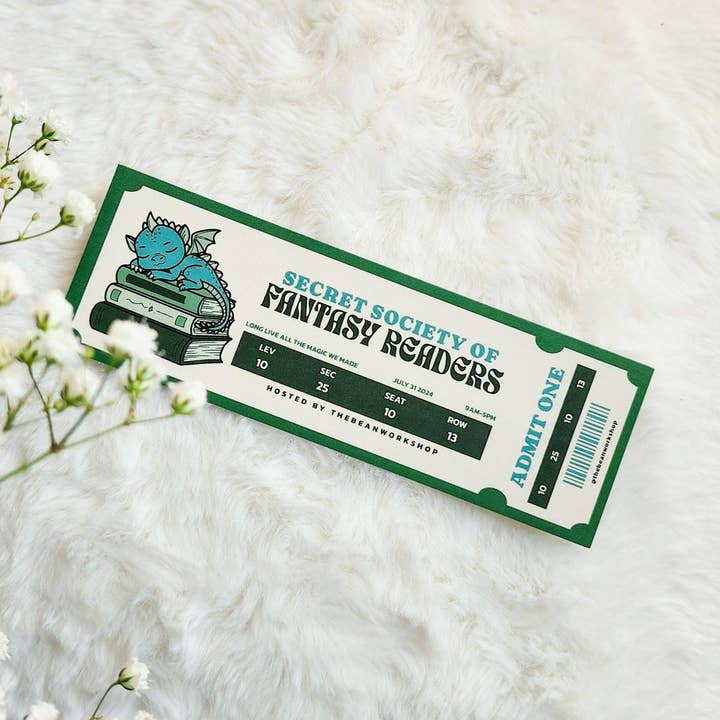 SECRET SOCIETY OF
FANTASY READERS
LONG LIVE ALL THE MAGIC WE MADE
JULY 31 2024
9AM-5PM
LEV
10
SEC
25
SEAT
10
ROW
13
HOSTED BY THEBEANWORKSHOP
ADMIT ONE
10 25 10 13
@thebeanworkshop